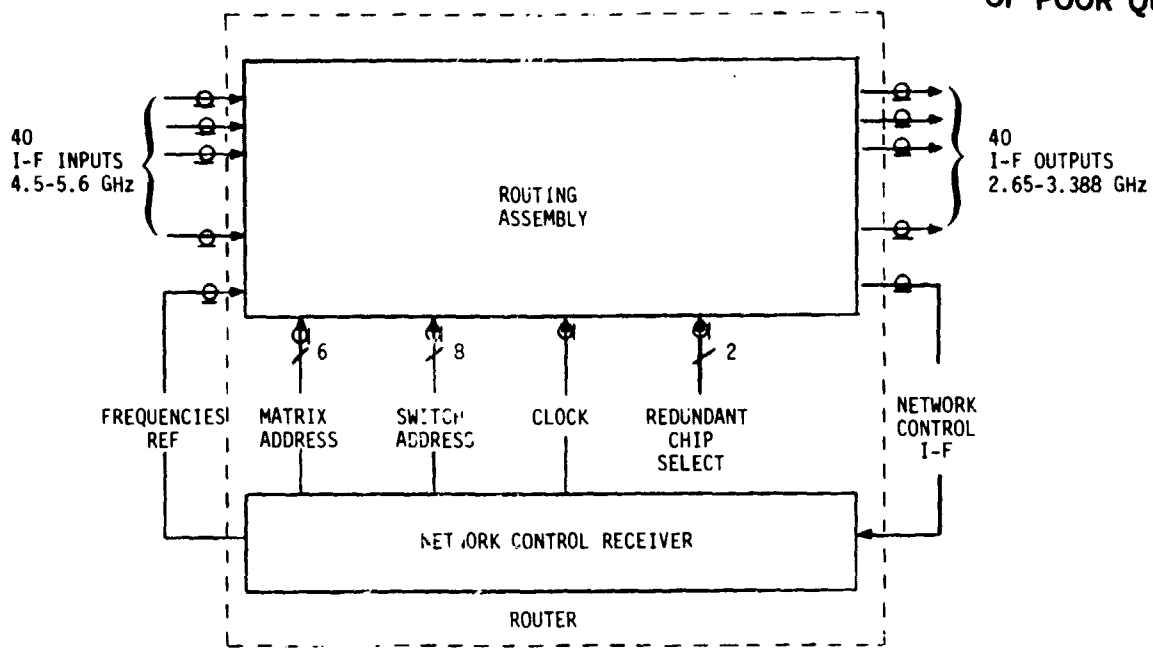 OF POOR
40
I-F INPUTS
4.5-5.6 GHz
ROUTING
ASSEMBLY
40
I-F OUTPUTS
2.65-3.388 GHz
6
8
2
FREQUENCIES
REF
MATRIX
ADDRESS
SWITCH
ADDRESS
CLOCK
REDUNDANT
CHIP
SELECT
NETWORK
CONTROL
I-F
NETWORK CONTROL RECEIVER
ROUTER